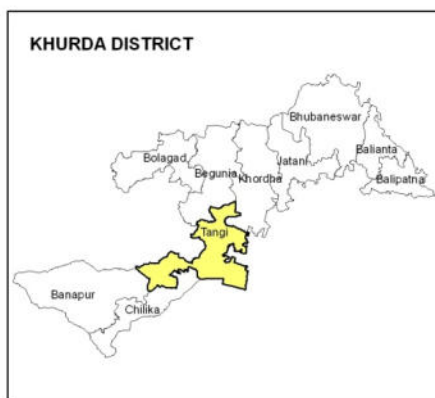 KHURDA DISTRICT
Bhubaneswar
Balianta
Bolagad
Jatani
Begunia
Khordha
Balipatna
Tangi
Banapur
Chilika